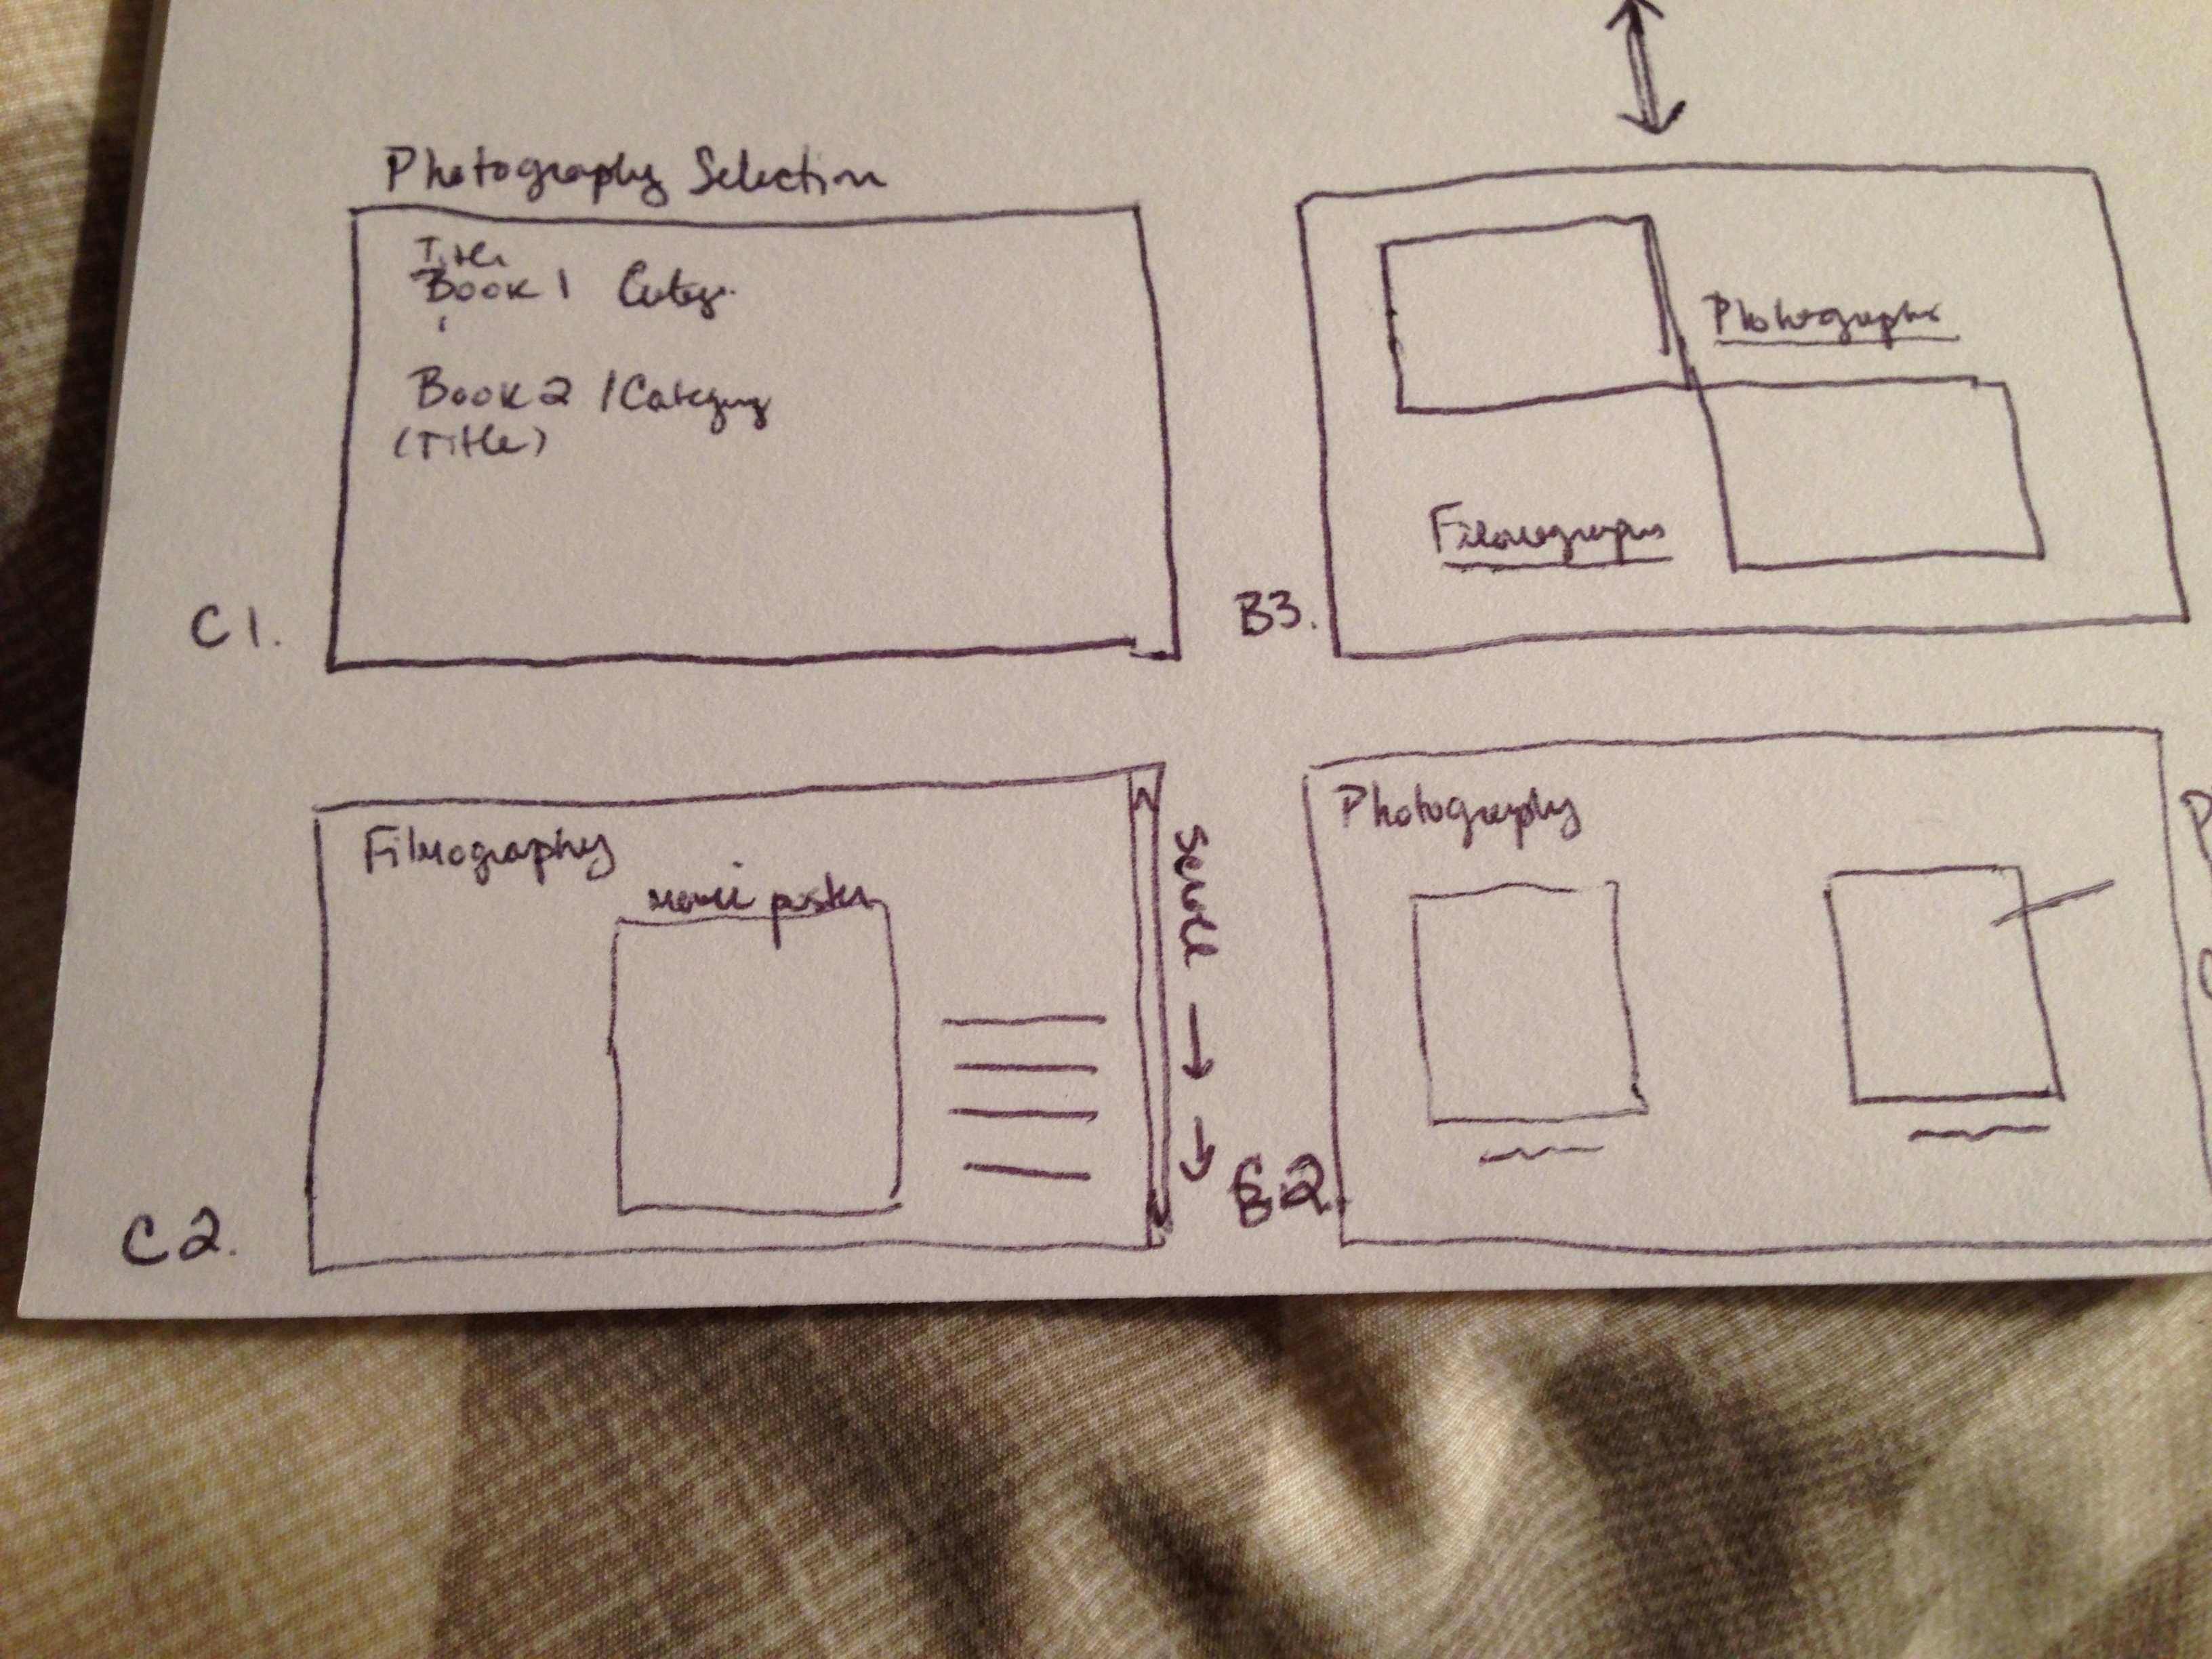 Photography Selection
Title
Book 1 Categ.
Book 2 / Category
(Title)
C1.
Photography
Filmography
B3.
Filmography
movie poster
Scroll
C2.
Photography
B2.
P